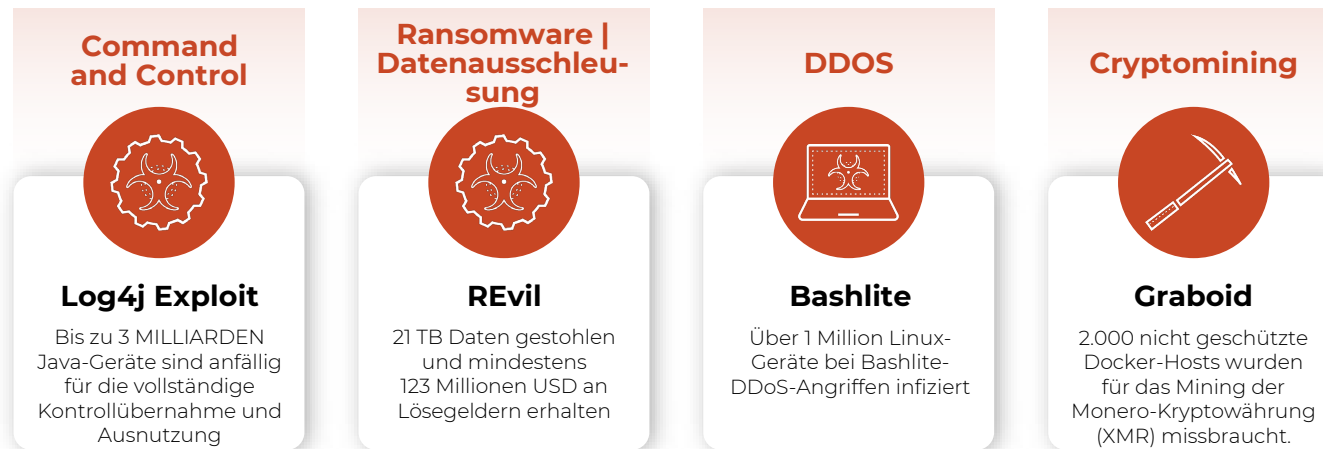 Command
and Control
Log4j Exploit
Bis zu 3 MILLIARDEN
Java-Geräte sind anfällig
für die vollständige
Kontrollübernahme und
Ausnutzung
Ransomware |
Datenausschleu-
sung
REvil
21 TB Daten gestohlen
und mindestens
123 Millionen USD an
Lösegeldern erhalten
DDOS
Bashlite
Über 1 Million Linux-
Geräte bei Bashlite-
DDoS-Angriffen infiziert
Cryptomining
Graboid
2.000 nicht geschützte
Docker-Hosts wurden
für das Mining der
Monero-Kryptowährung
(XMR) missbraucht.